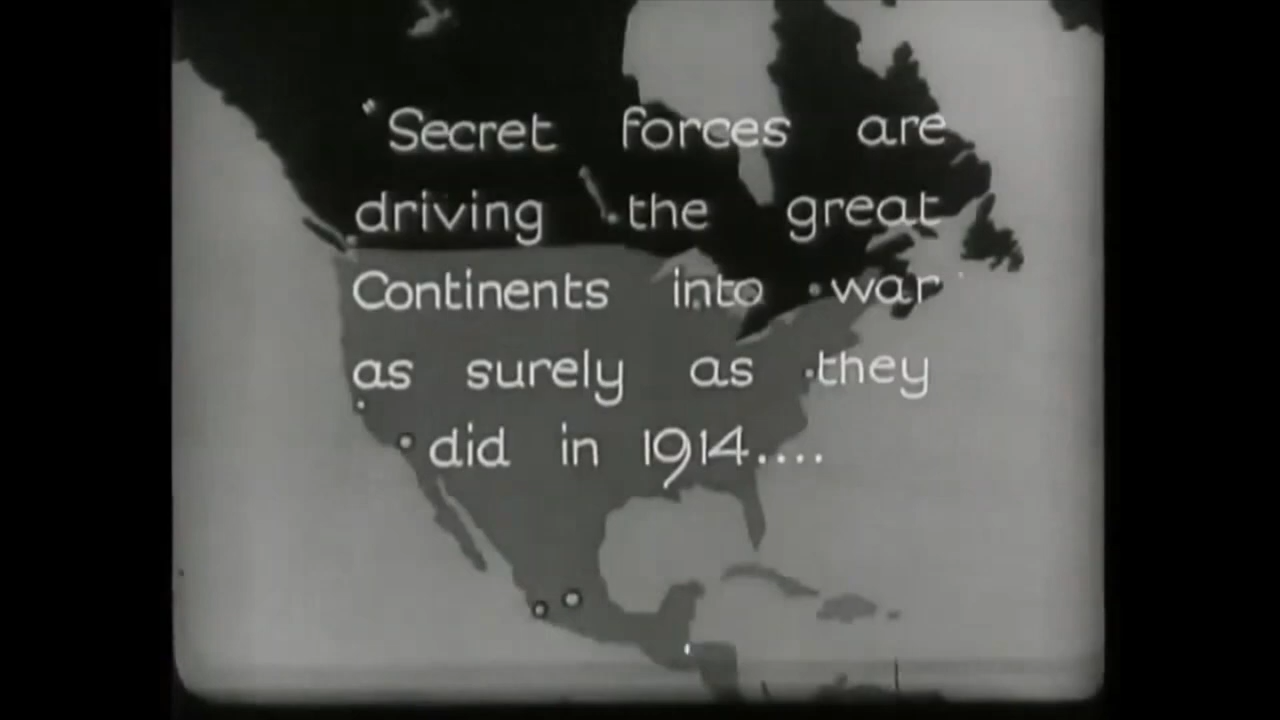 "Secret forces are
driving the great
Continents into war
as surely as they
did in 1914....